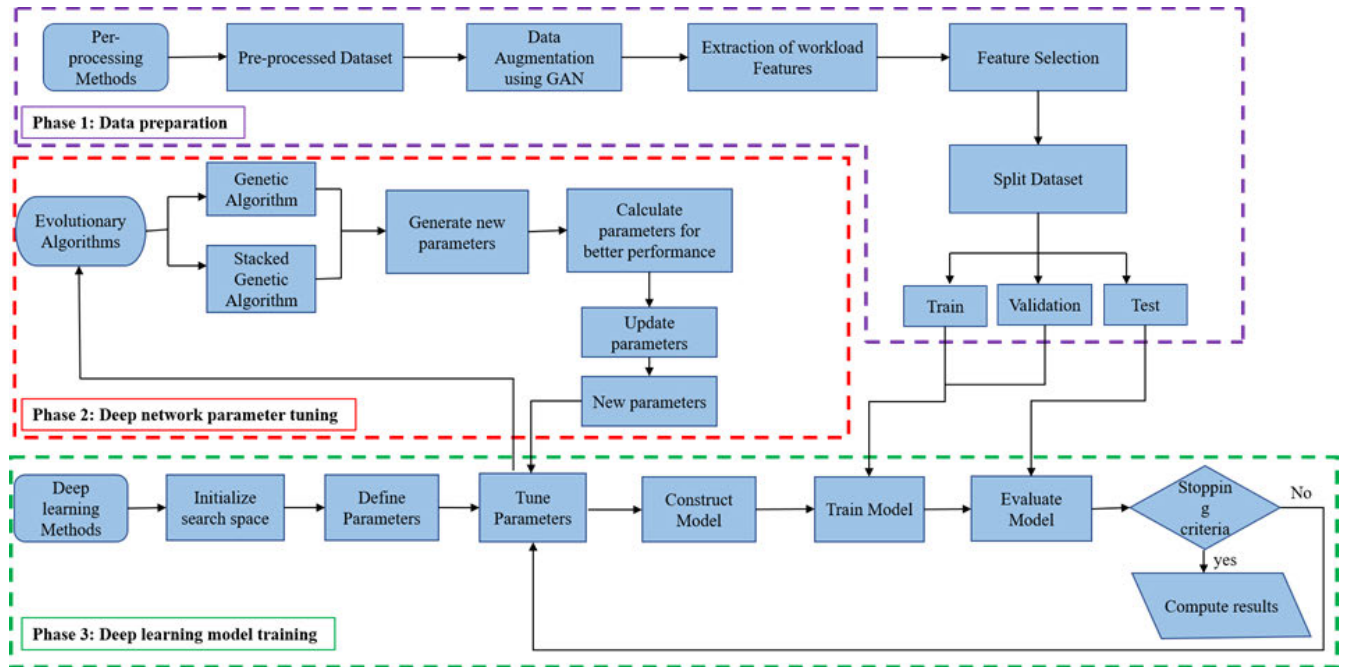 Per-
processing
Methods
Pre-processed Dataset
Data
Augmentation
using GAN
Extraction of workload
Features
Feature Selection
Phase 1: Data preparation
Split Dataset
Train
Validation
Test
Evolutionary
Algorithms
Genetic
Algorithm
Stacked
Genetic
Algorithm
Generate new
parameters
Calculate
parameters for
better performance
Update
parameters
New parameters
Phase 2: Deep network parameter tuning
Deep
learning
Methods
Initialize
search space
Define
Parameters
Tune
Parameters
Construct
Model
Train Model
Evaluate
Model
Stoppin
g
criteria
No
yes
Compute results
Phase 3: Deep learning model training